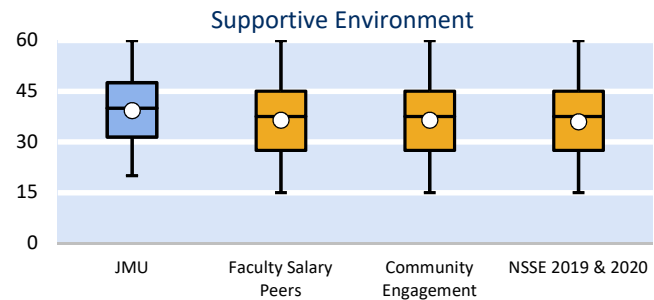 Supportive Environment
60
45
30
15
0
JMU
Faculty Salary
Peers
Community
Engagement
NSSE 2019 & 2020